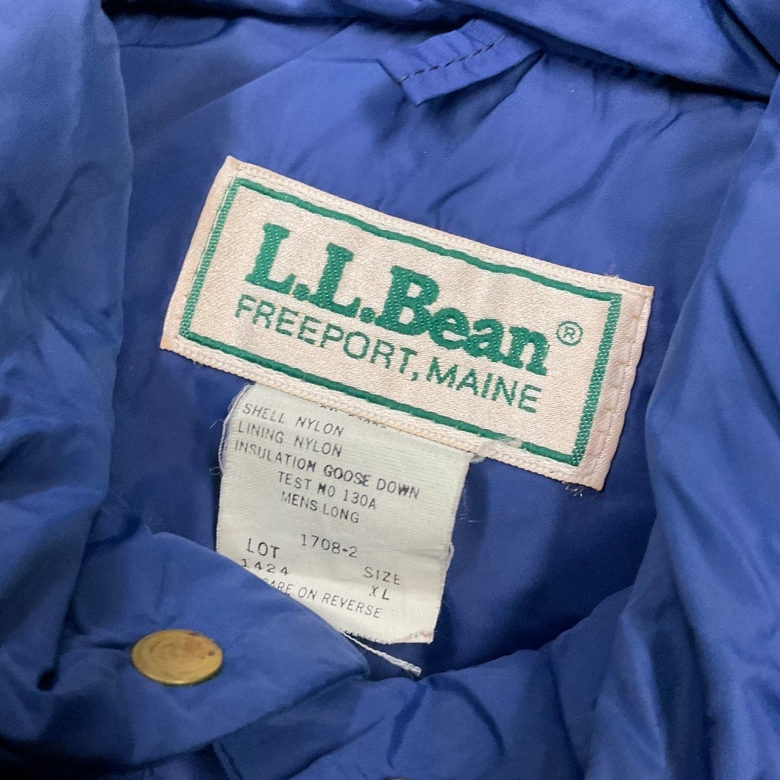 L.L.Bean®
FREEPORT, MAINE
SHELL NYLON
LINING NYLON
INSULATION GOOSE DOWN
TEST NO 130A
MENS LONG
1708-2
LOT SIZE
1424 XL
CARE ON REVERSE